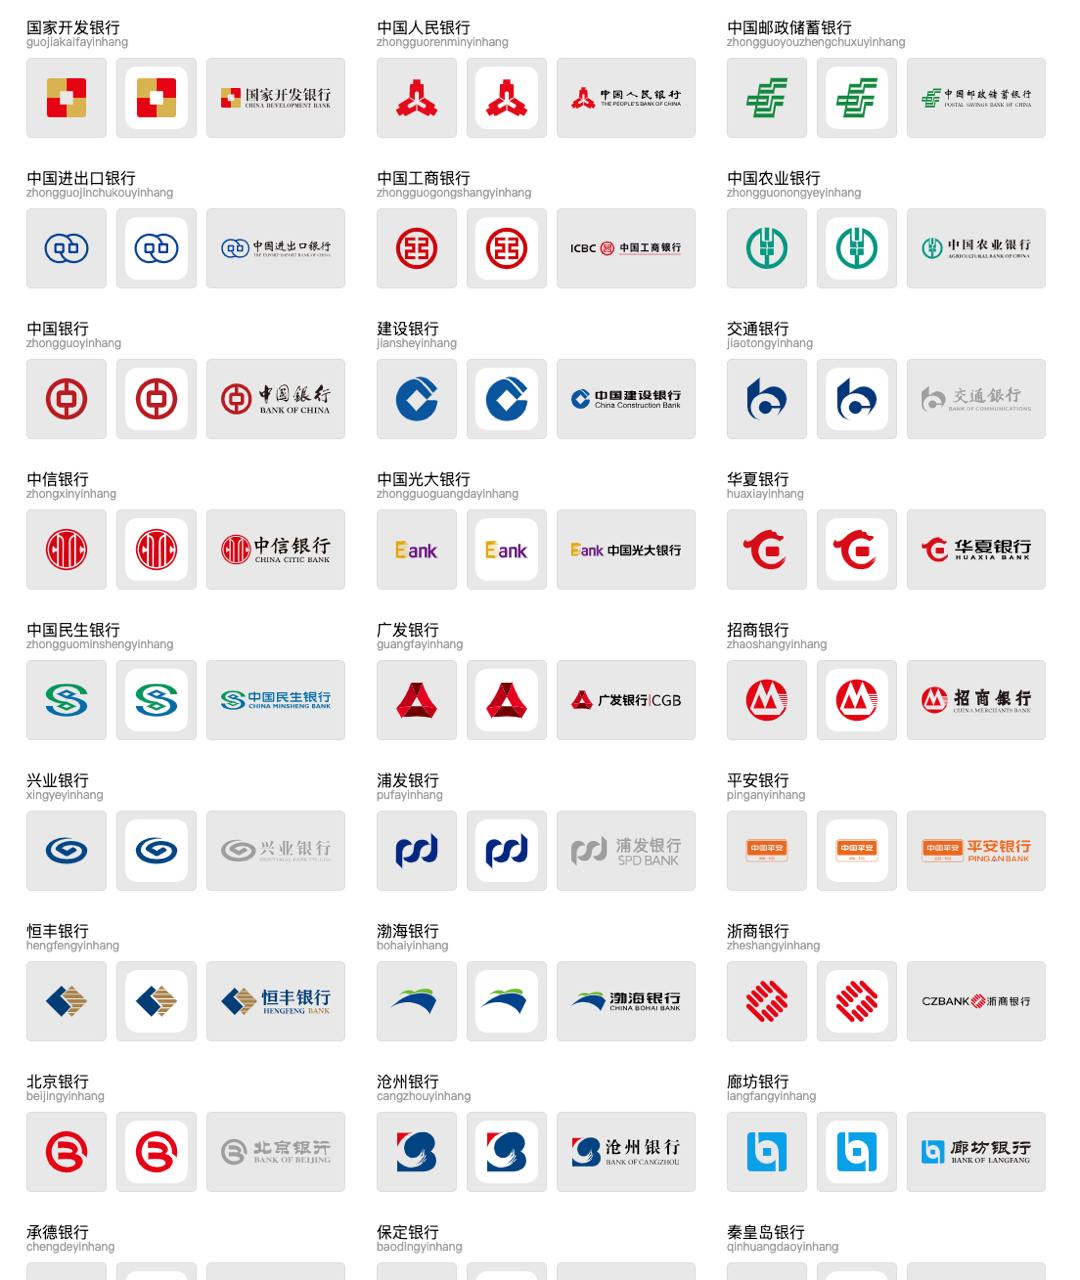 国家开发银行
guojiakaifayinhang
国家开发银行
CHINA DEVELOPMENT BANK
中国人民银行
zhongguorenminyinhang
中国人民银行
THE PEOPLE'S BANK OF CHINA
中国邮政储蓄银行
zhongguoyouzhengchuxuyinhang
中国邮政储蓄银行
POSTAL SAVINGS BANK OF CHINA
中国进出口银行
zhongguojinchukouyinhang
中国进出口银行
THE EXPORT-IMPORT BANK OF CHINA
中国工商银行
zhongguogongshangyinhang
ICBC 中国工商银行
中国农业银行
zhongguonongyeyinhang
中国农业银行
AGRICULTURAL BANK OF CHINA
中国银行
zhongguoyinhang
中国銀行
BANK OF CHINA
建设银行
jiansheyinhang
中国建设银行
China Construction Bank
交通银行
jiaotongyinhang
交通银行
BANK OF COMMUNICATIONS
中信银行
zhongxinyinhang
中信银行
CHINA CITIC BANK
中国光大银行
zhongguoguangdayinhang
Bank
Bank
Bank 中国光大银行
华夏银行
huaxiayinhang
华夏银行
HUAXIA BANK
中国民生银行
zhongguominshengyinhang
中国民生银行
CHINA MINSHENG BANK
广发银行
guangfayinhang
广发银行|CGB
招商银行
zhaoshangyinhang
招商银行
CHINA MERCHANTS BANK
兴业银行
xingyeyinhang
兴业银行
INDUSTRIAL BANK CO.,LTD.
浦发银行
pufayinhang
浦发银行
SPD BANK
平安银行
pinganyinhang
中国平安
中国平安
中国平安 平安银行
PING AN BANK
恒丰银行
hengfengyinhang
恒丰银行
HENGFENG BANK
渤海银行
bohaiyinhang
渤海银行
CHINA BOHAI BANK
浙商银行
zheshangyinhang
CZBANK 浙商银行
北京银行
beijingyinhang
北京银行
BANK OF BEIJING
沧州银行
cangzhouyinhang
沧州银行
BANK OF CANGZHOU
廊坊银行
langfangyinhang
廊坊银行
BANK OF LANGFANG
承德银行
chengdeyinhang
保定银行
baodingyinhang
秦皇岛银行
qinhuangdaoyinhang